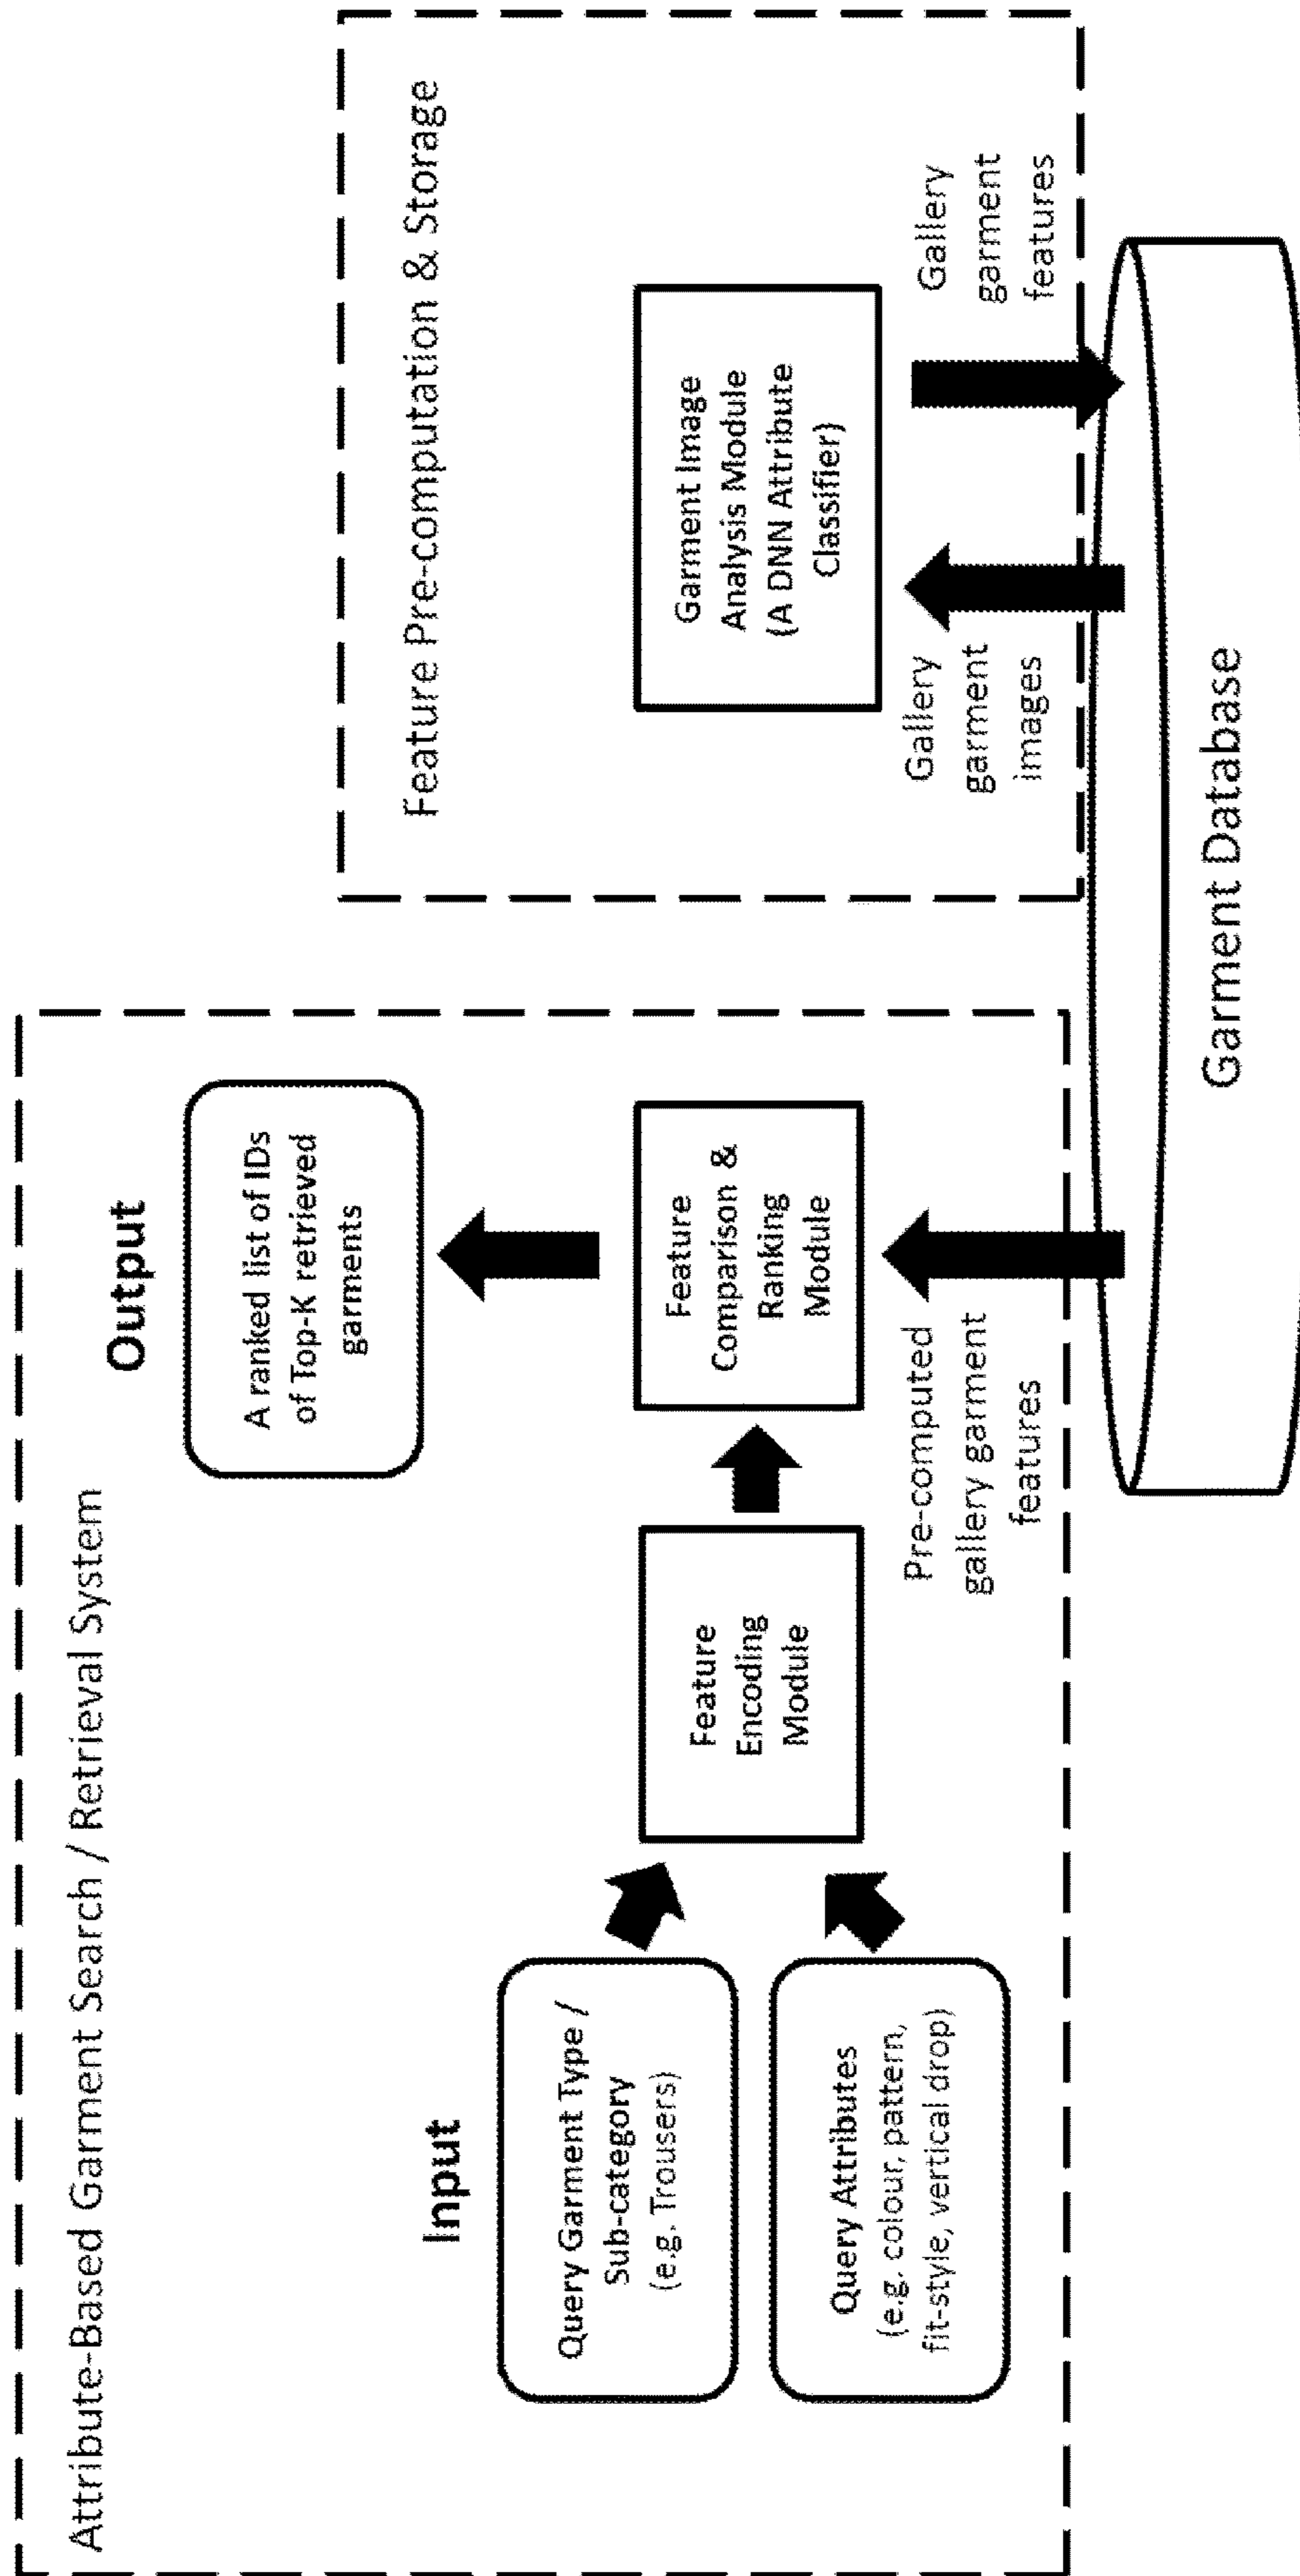 Attribute-Based Garment Search / Retrieval System
Input
Query Garment Type /
Sub-category
(e.g. Trousers)
Query Attributes
(e.g. colour, pattern,
fit-style, vertical drop)
Feature
Encoding
Module
Output
A ranked list of IDs
of Top-K retrieved
garments
Feature
Comparison &
Ranking
Module
Pre-computed
gallery garment
features
Feature Pre-computation & Storage
Garment Image
Analysis Module
(A DNN Attribute
Classifier)
Gallery
garment
images
Gallery
garment
features
Garment Database